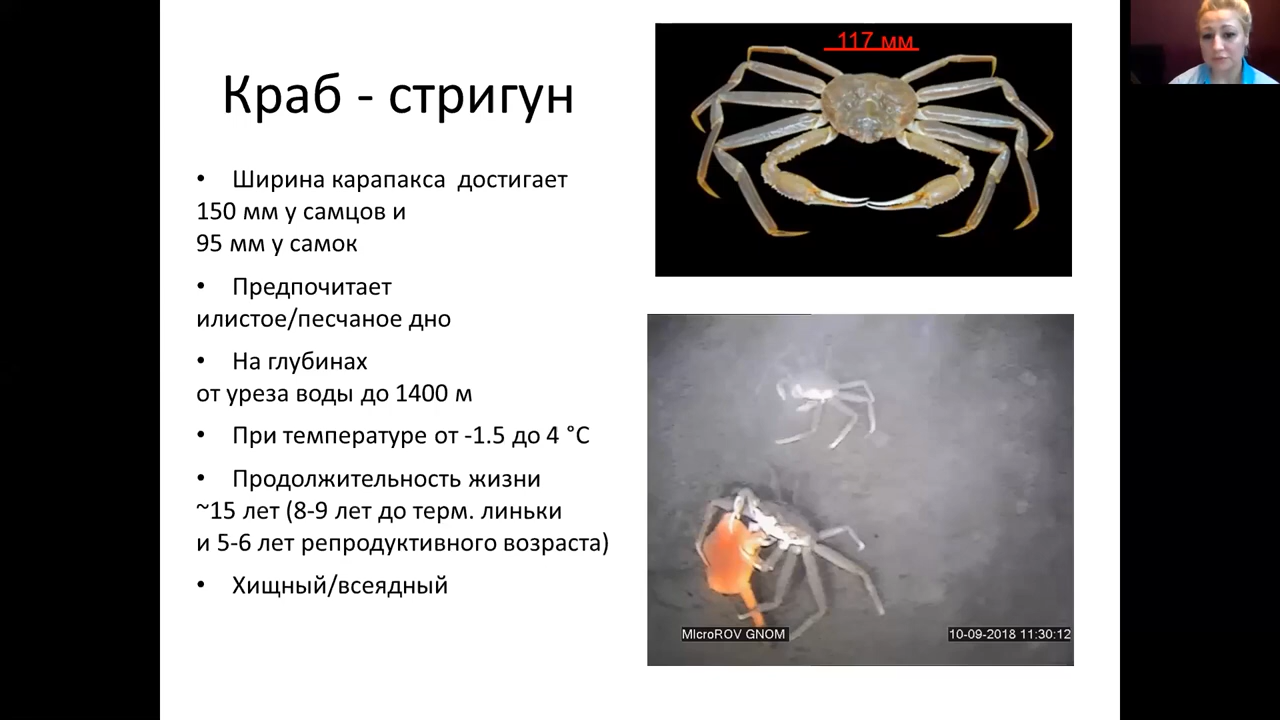 Краб - стригун
• Ширина карапакса достигает
150 мм у самцов и
95 мм у самок
• Предпочитает
илистое/песчаное дно
• На глубинах
от уреза воды до 1400 м
• При температуре от -1.5 до 4 °C
• Продолжительность жизни
~15 лет (8-9 лет до терм. линьки
и 5-6 лет репродуктивного возраста)
• Хищный/всеядный
117 мм
MIcroROV GNOM
10-09-2018 11:30:12